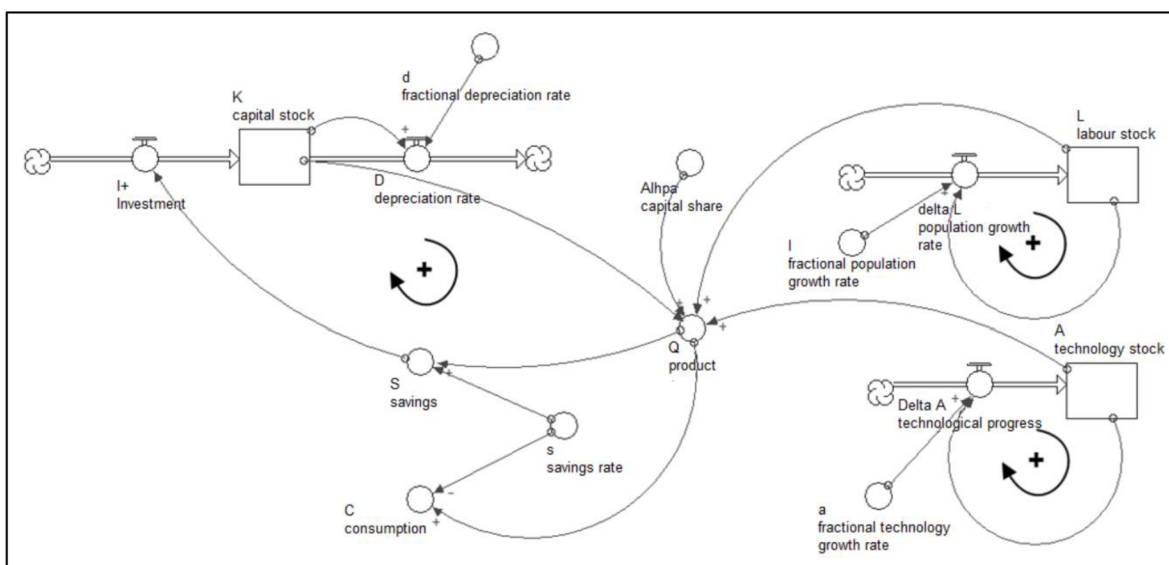 d
fractional depreciation rate
K
capital stock
+
I+
Investment
D
depreciation rate
+
Alhpa
capital share
L
labour stock
+
delta L
population growth
rate
+
l
fractional population
growth rate
+
+
+
Q
product
A
technology stock
S
savings
+
Delta A
technological progress
+
+
s
savings rate
-
C
consumption
+
a
fractional technology
growth rate